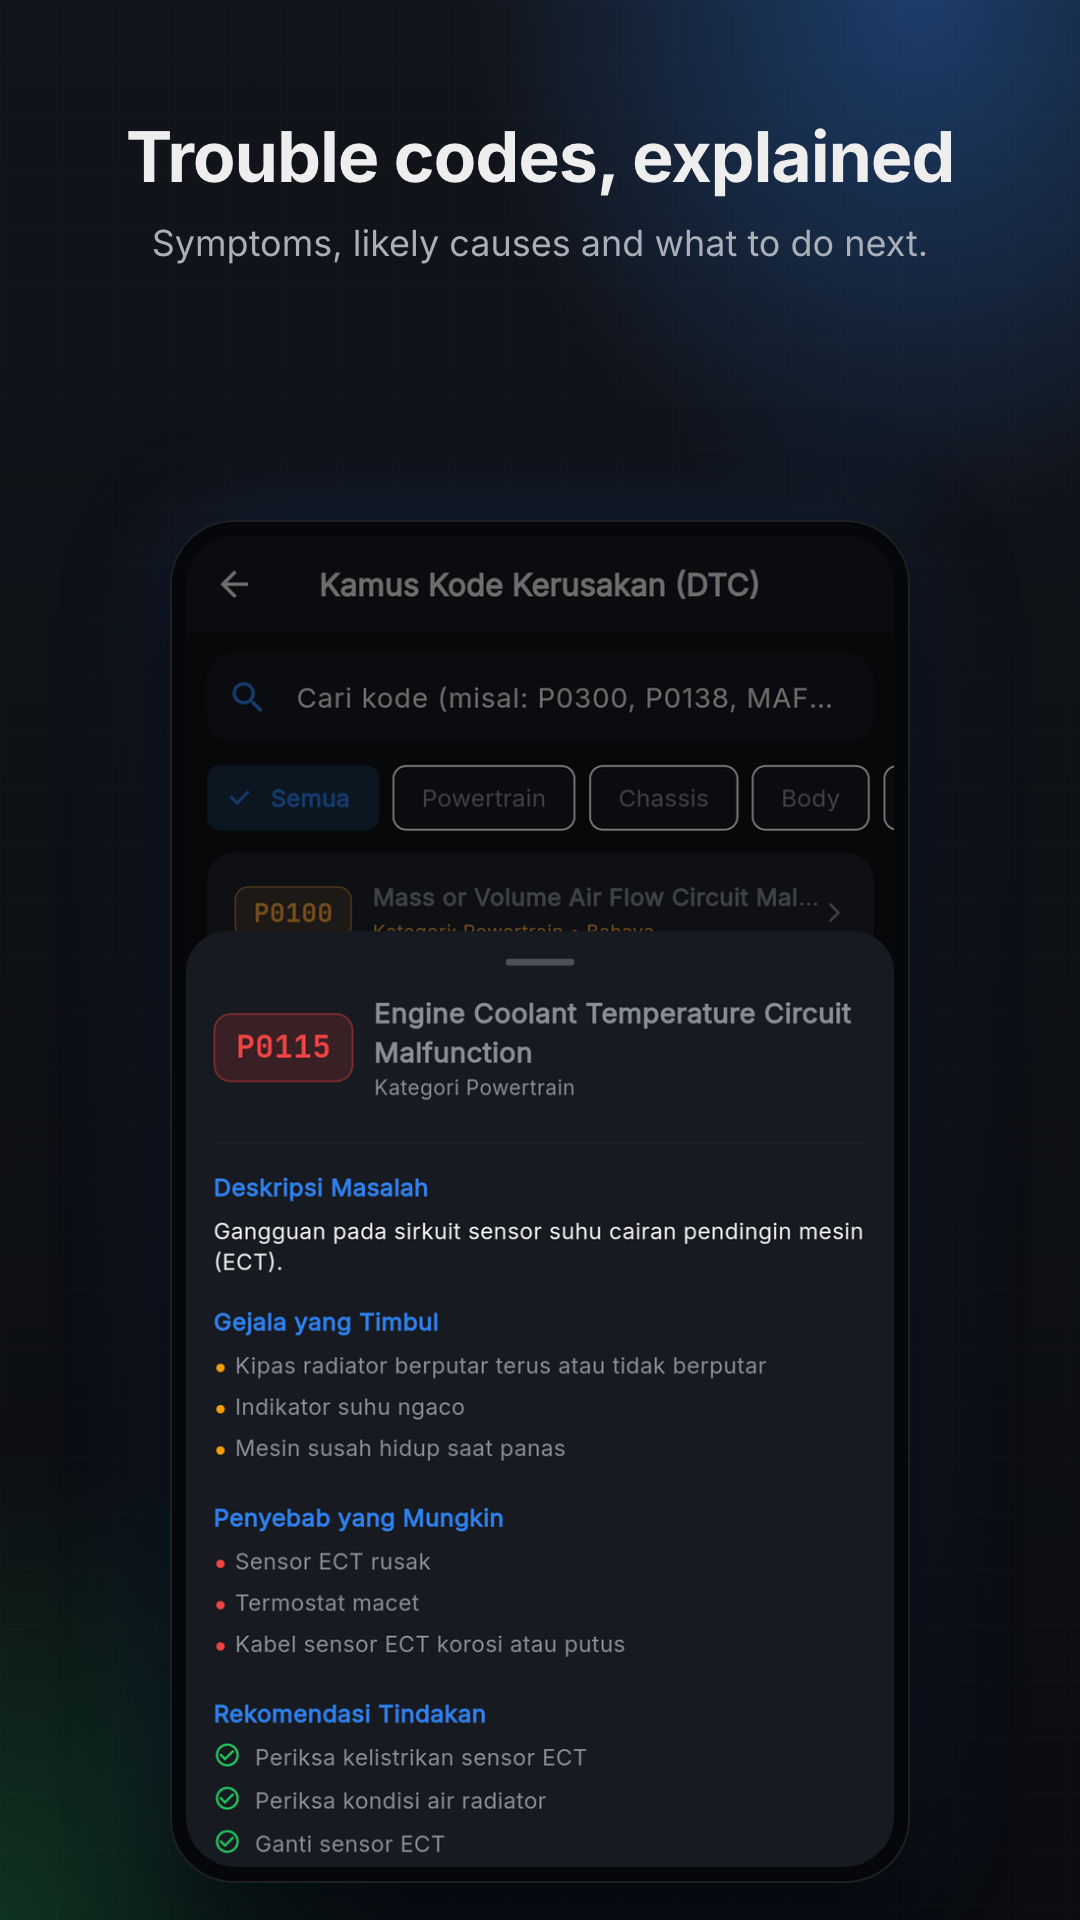 Trouble codes, explained
Symptoms, likely causes and what to do next.
Kamus Kode Kerusakan (DTC)
Cari kode (misal: P0300, P0138, MAF...
Semua
Powertrain
Chassis
Body
P0100
Mass or Volume Air Flow Circuit Mal...
Kategori: Powertrain • Bahaya
P0115
Engine Coolant Temperature Circuit
Malfunction
Kategori Powertrain
Deskripsi Masalah
Gangguan pada sirkuit sensor suhu cairan pendingin mesin
(ECT).
Gejala yang Timbul
• Kipas radiator berputar terus atau tidak berputar
• Indikator suhu ngaco
• Mesin susah hidup saat panas
Penyebab yang Mungkin
• Sensor ECT rusak
• Termostat macet
• Kabel sensor ECT korosi atau putus
Rekomendasi Tindakan
Periksa kelistrikan sensor ECT
Periksa kondisi air radiator
Ganti sensor ECT